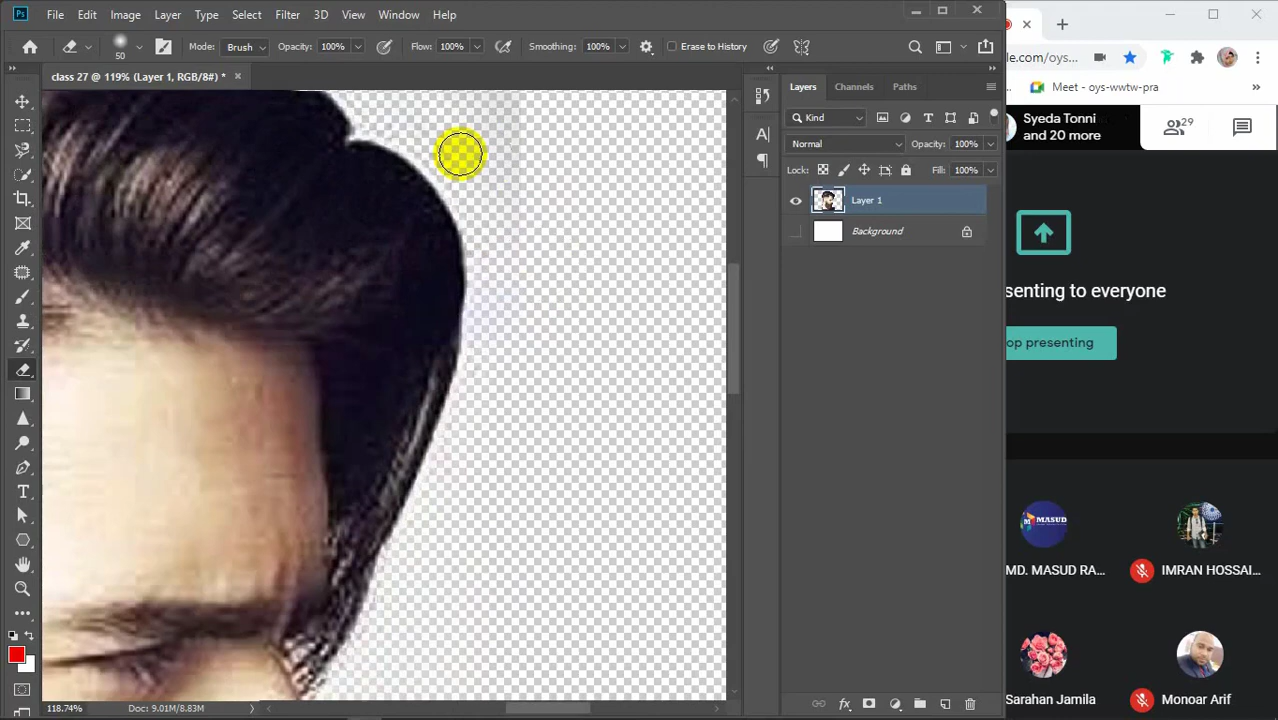 Ps File Edit Image Layer Type Select Filter 3D View Window Help
50 Mode: Brush Opacity: 100% Flow: 100% Smoothing: 100% Erase to History
class 27 @ 119% (Layer 1, RGB/8#) * ×
Layers Channels Paths
Kind
Normal Opacity: 100%
Lock: Fill: 100%
Layer 1
Background
118.74% Doc: 9.01M/8.83M
le.com/oys...
Meet - oys-wwtw-pra
Syeda Tonni
and 20 more
29
senting to everyone
op presenting
MASUD
MD. MASUD RA...
IMRAN HOSSAI...
Sarahan Jamila
Monoar Arif